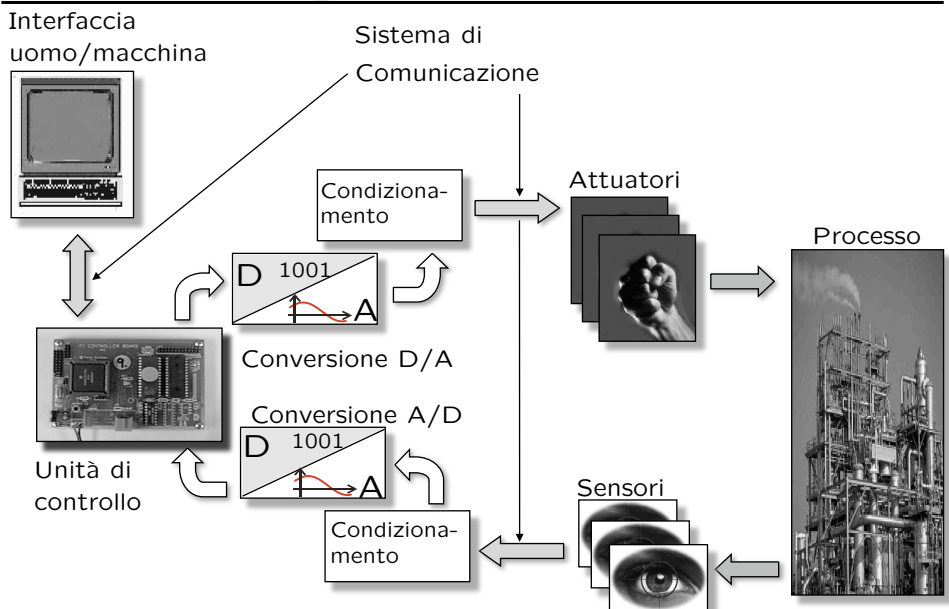 Interfaccia
uomo/macchina
Sistema di
Comunicazione
Condiziona-
mento
Attuatori
Processo
D 1001
A
Conversione D/A
Conversione A/D
D 1001
A
Unità di
controllo
Condiziona-
mento
Sensori